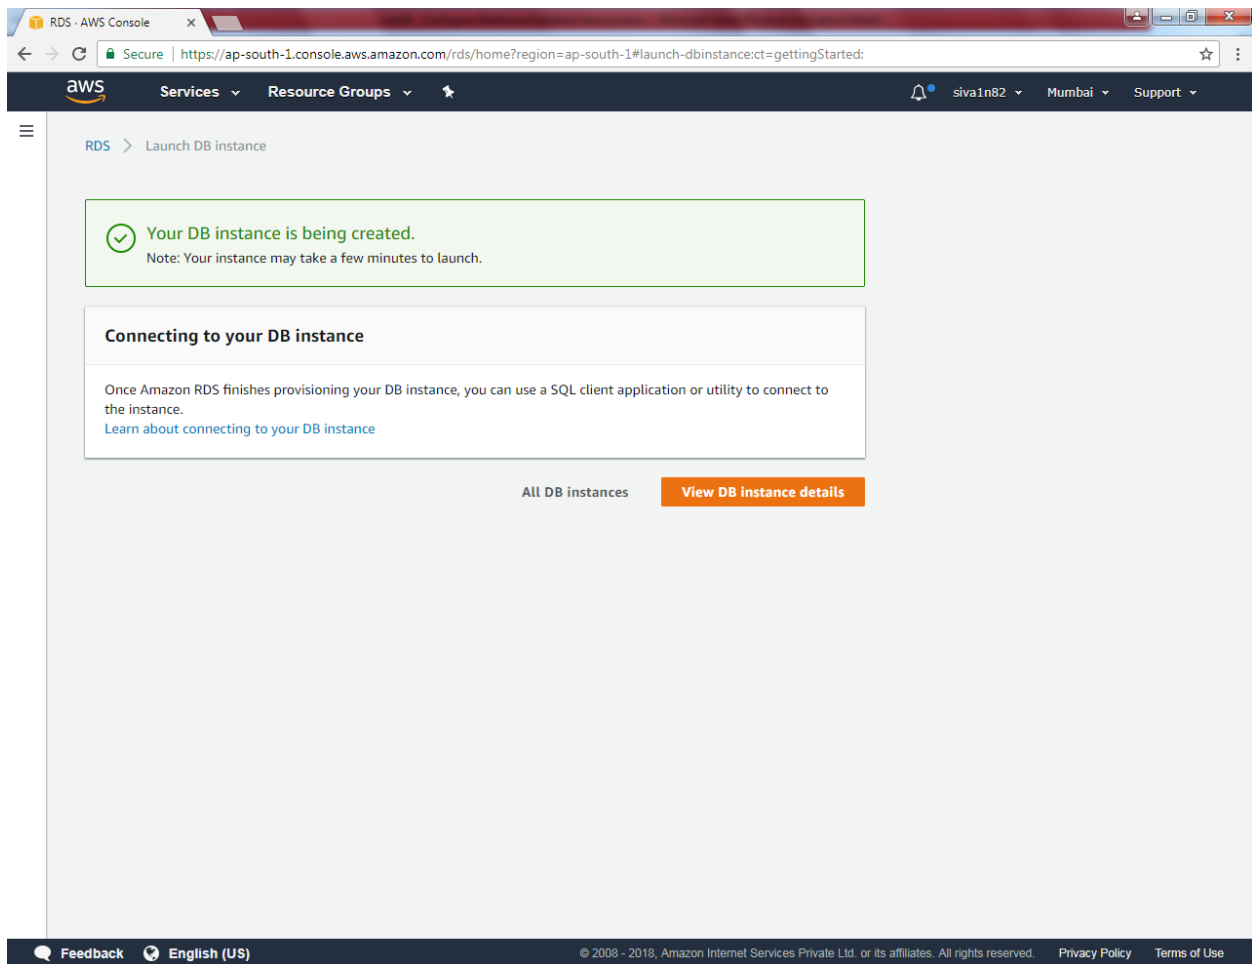 RDS · AWS Console
Secure | https://ap-south-1.console.aws.amazon.com/rds/home?region=ap-south-1#launch-dbinstance:ct=gettingStarted:
aws Services Resource Groups siva1n82 Mumbai Support
RDS > Launch DB instance
Your DB instance is being created.
Note: Your instance may take a few minutes to launch.
Connecting to your DB instance
Once Amazon RDS finishes provisioning your DB instance, you can use a SQL client application or utility to connect to
the instance.
Learn about connecting to your DB instance
All DB instances View DB instance details
Feedback English (US) © 2008 - 2018, Amazon Internet Services Private Ltd. or its affiliates. All rights reserved. Privacy Policy Terms of Use